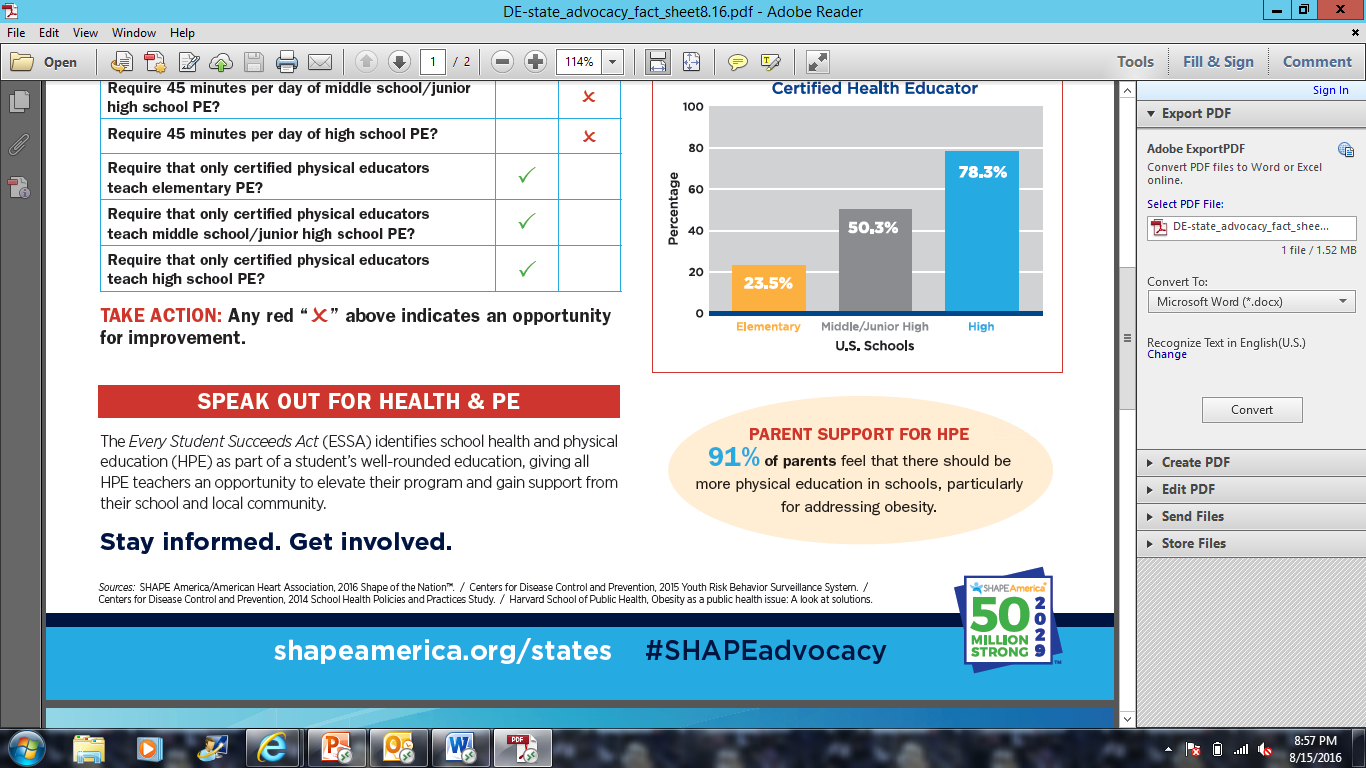 DE-state_advocacy_fact_sheet8.16.pdf - Adobe Reader
File Edit View Window Help
Open 1 / 2 114% Tools Fill & Sign Comment
Require 45 minutes per day of middle school/junior
high school PE?
Require 45 minutes per day of high school PE?
Require that only certified physical educators
teach elementary PE?
Require that only certified physical educators
teach middle school/junior high school PE?
Require that only certified physical educators
teach high school PE?
TAKE ACTION: Any red “✗” above indicates an opportunity
for improvement.
SPEAK OUT FOR HEALTH & PE
The Every Student Succeeds Act (ESSA) identifies school health and physical
education (HPE) as part of a student’s well-rounded education, giving all
HPE teachers an opportunity to elevate their program and gain support from
their school and local community.
Stay informed. Get involved.
Certified Health Educator
100
80
60
40
20
0
Percentage
23.5%
50.3%
78.3%
Elementary Middle/Junior High High
U.S. Schools
PARENT SUPPORT FOR HPE
91% of parents feel that there should be
more physical education in schools, particularly
for addressing obesity.
Sources: SHAPE America/American Heart Association, 2016 Shape of the Nation™. / Centers for Disease Control and Prevention, 2015 Youth Risk Behavior Surveillance System. /
Centers for Disease Control and Prevention, 2014 School Health Policies and Practices Study. / Harvard School of Public Health, Obesity as a public health issue: A look at solutions.
SHAPEAmerica
50
MILLION
STRONG
2029
TM
shapeamerica.org/states #SHAPEadvocacy
Sign In
Export PDF
Adobe ExportPDF
Convert PDF files to Word or Excel
online.
Select PDF File:
DE-state_advocacy_fact_shee...
1 file / 1.52 MB
Convert To:
Microsoft Word (*.docx)
Recognize Text in English(U.S.)
Change
Convert
Create PDF
Edit PDF
Send Files
Store Files
8:57 PM
8/15/2016